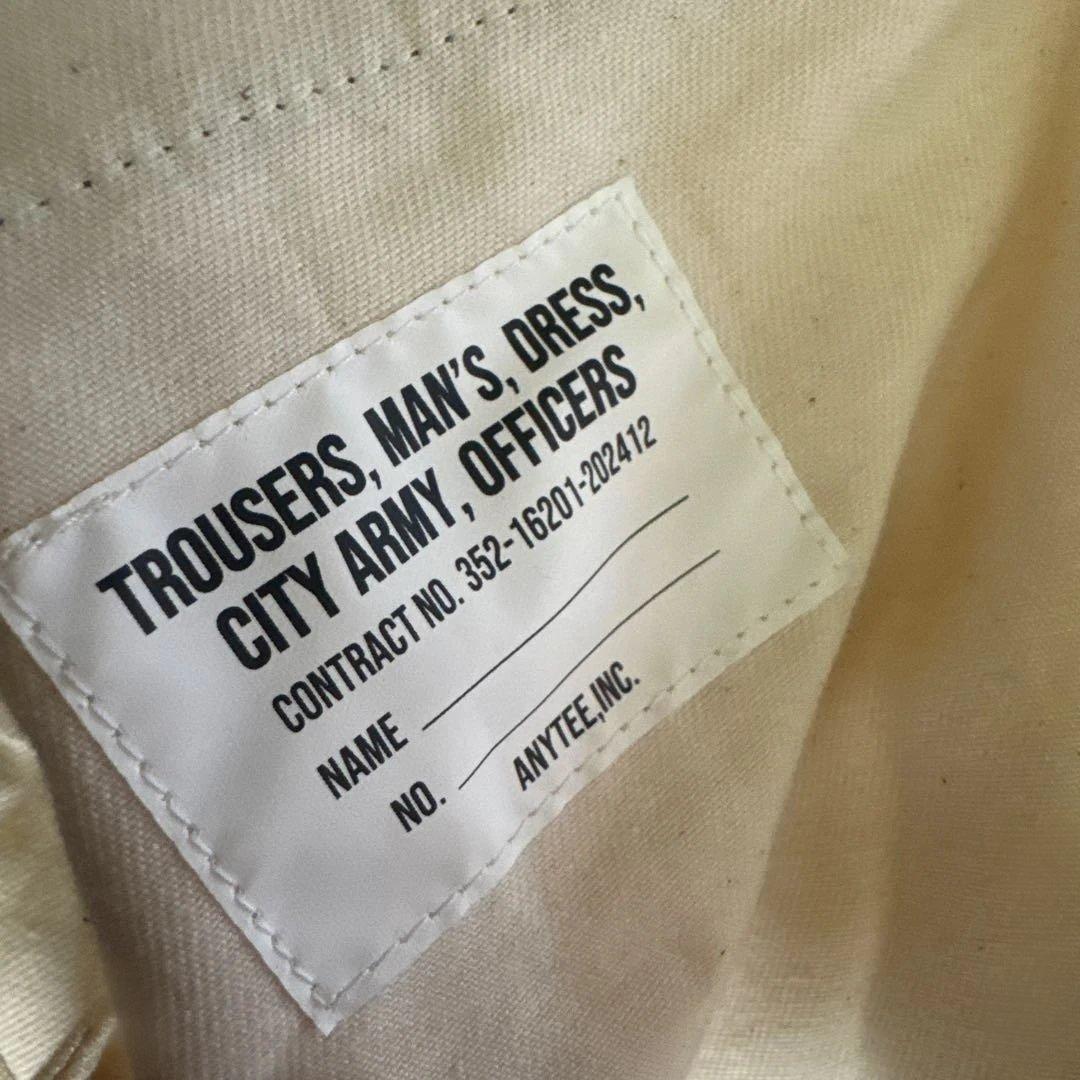 TROUSERS, MAN'S, DRESS,
CITY ARMY, OFFICERS
CONTRACT NO. 352-16201-202412
NAME
NO.
ANYTEE,INC.